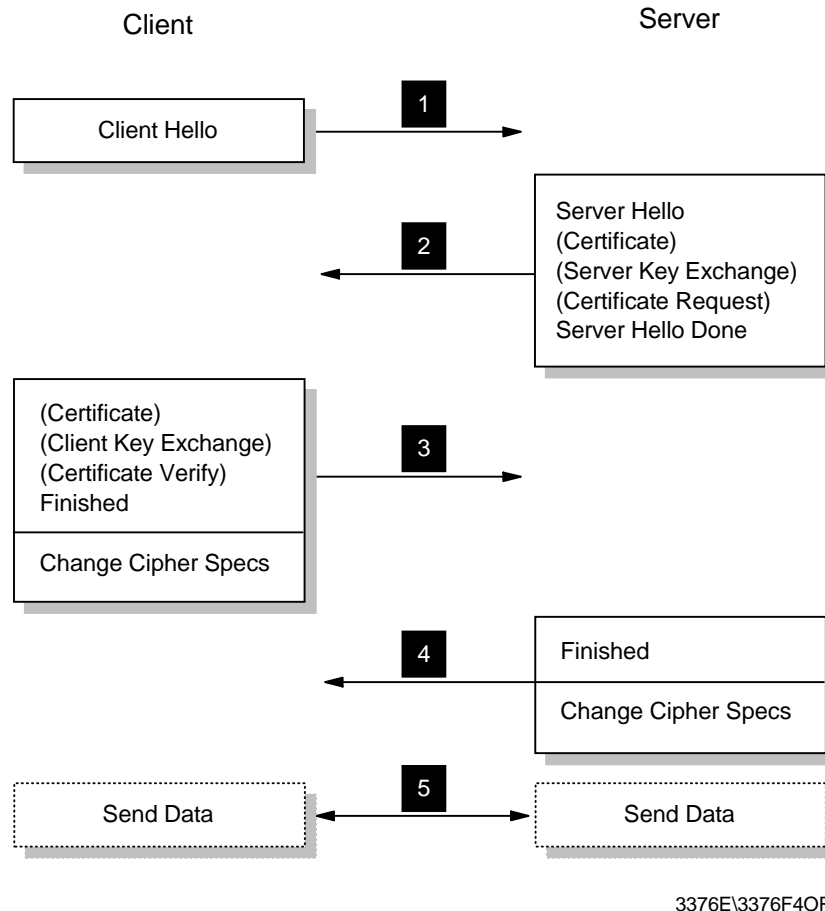 Client
Server
1
Client Hello
Server Hello
(Certificate)
(Server Key Exchange)
(Certificate Request)
Server Hello Done
2
(Certificate)
(Client Key Exchange)
(Certificate Verify)
Finished
Change Cipher Specs
3
4
Finished
Change Cipher Specs
5
Send Data
Send Data